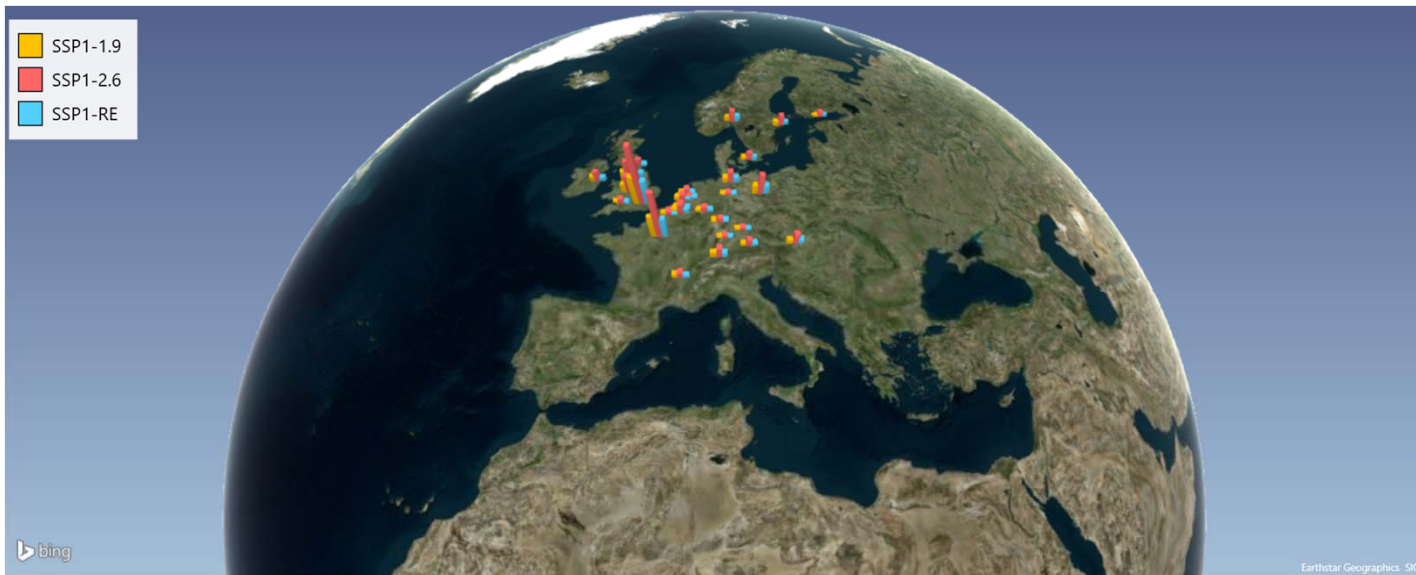 SSP1-1.9
SSP1-2.6
SSP1-RE
bing
Earthstar Geographics